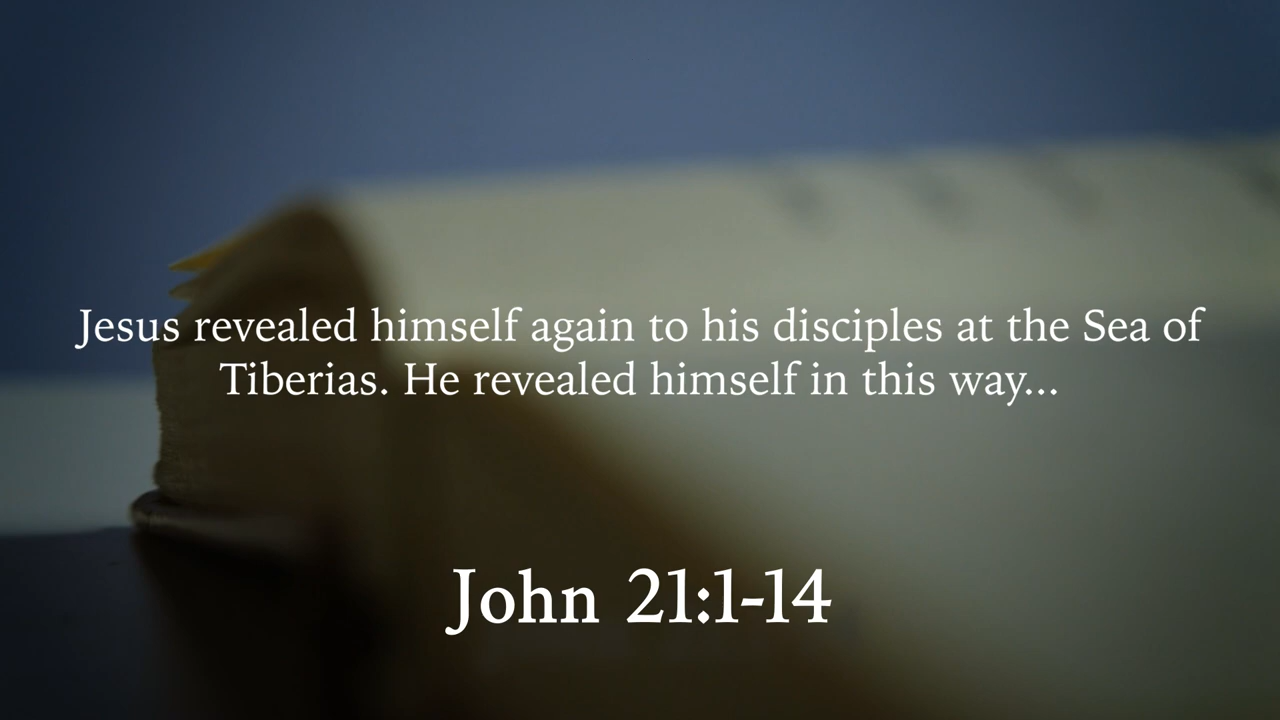 Jesus revealed himself again to his disciples at the Sea of
Tiberias. He revealed himself in this way...
John 21:1-14